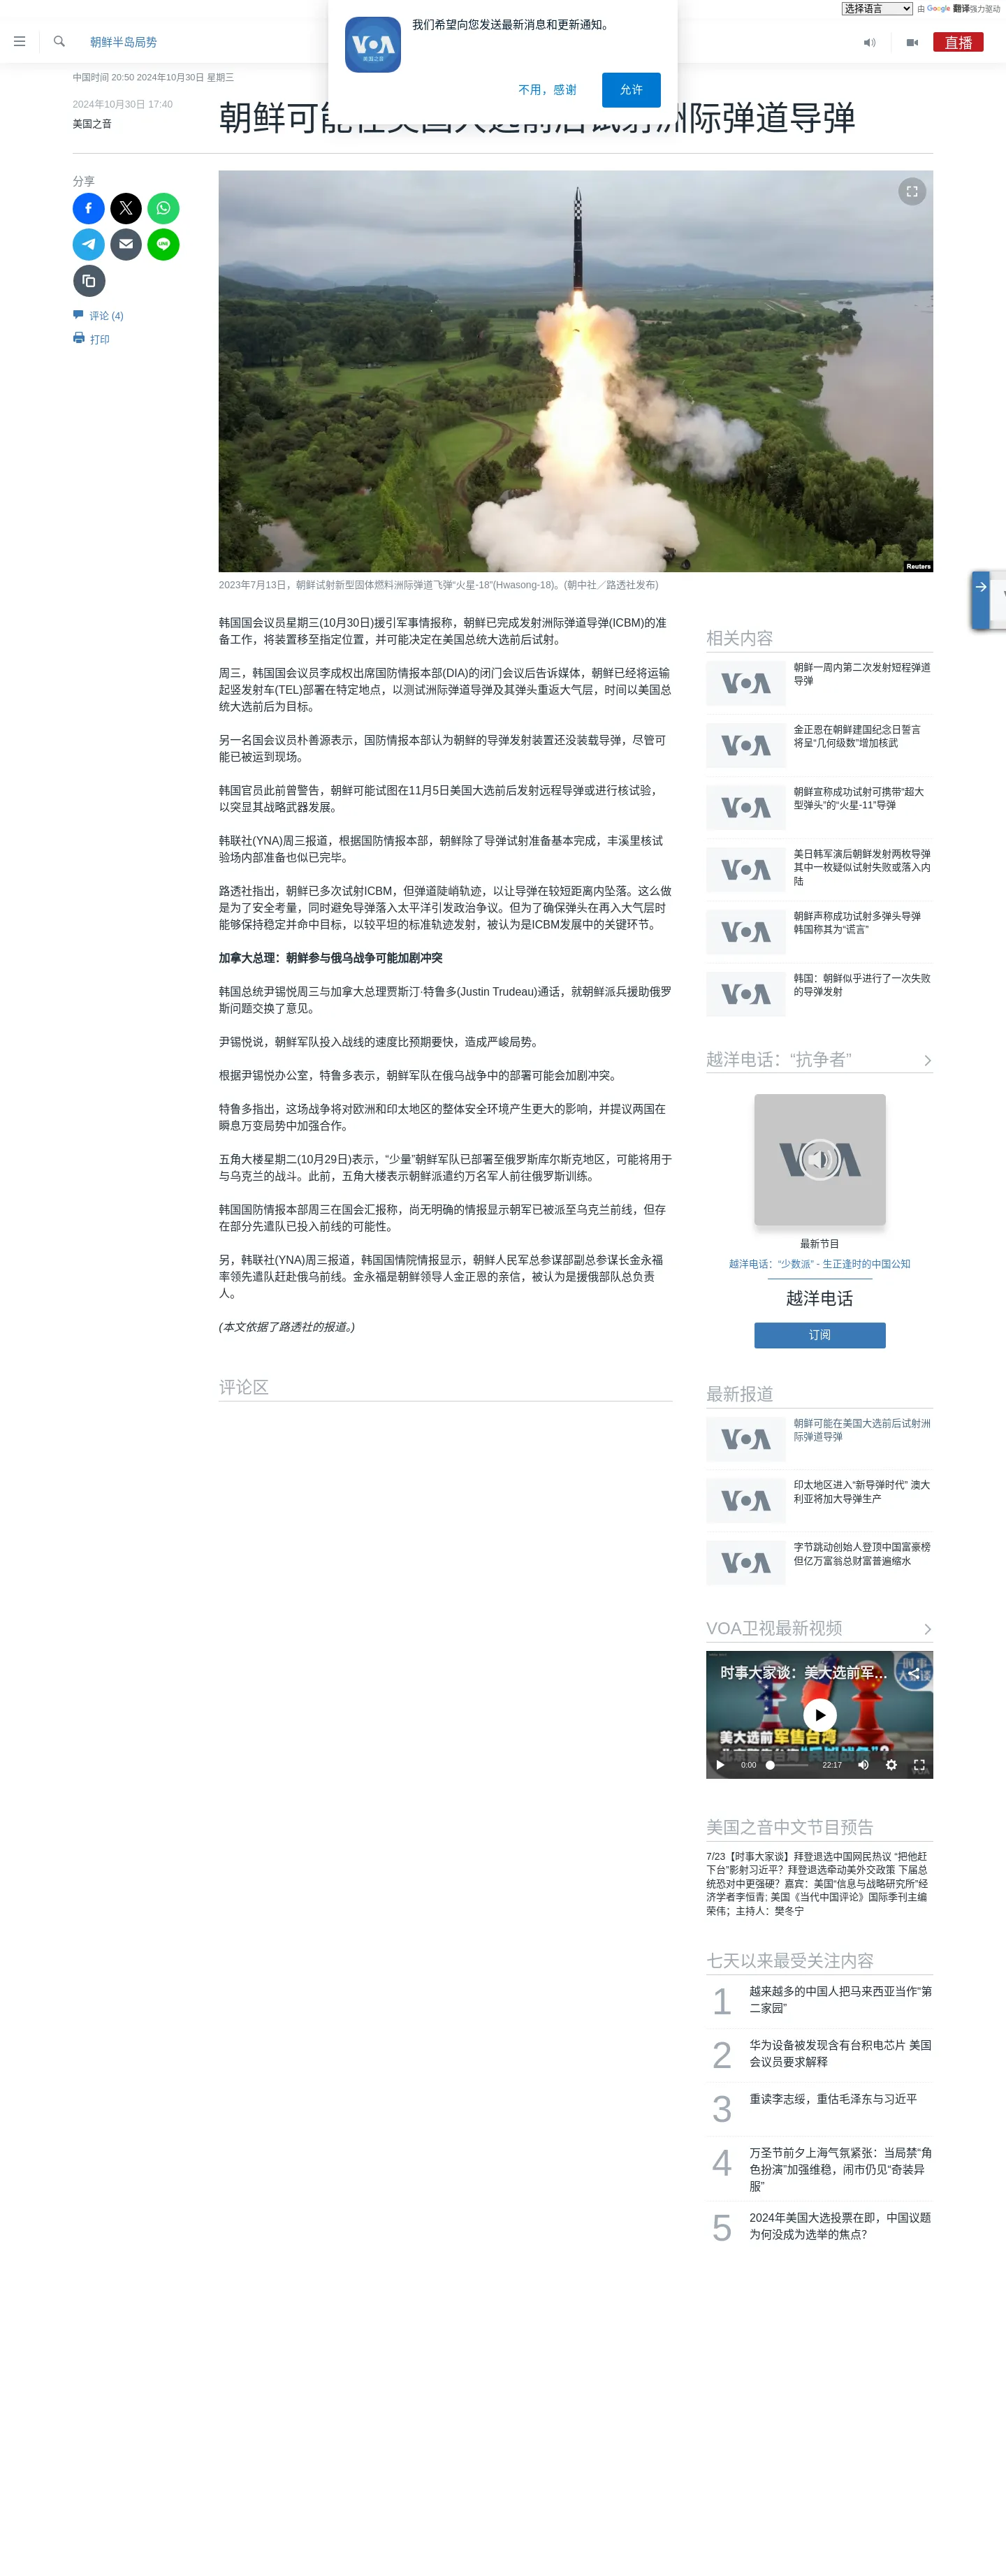 选择语言
由 Google 翻译强力驱动
朝鲜半岛局势
VOA
美国之音
我们希望向您发送最新消息和更新通知。
不用，感谢
允许
直播
中国时间 20:50 2024年10月30日 星期三
2024年10月30日 17:40
美国之音
朝鲜可能在美国大选前后试射洲际弹道导弹
分享
LINE
评论 (4)
打印
Reuters
2023年7月13日，朝鲜试射新型固体燃料洲际弹道飞弹“火星-18”(Hwasong-18)。(朝中社／路透社发布)
韩国国会议员星期三(10月30日)援引军事情报称，朝鲜已完成发射洲际弹道导弹(ICBM)的准
备工作，将装置移至指定位置，并可能决定在美国总统大选前后试射。
周三，韩国国会议员李成权出席国防情报本部(DIA)的闭门会议后告诉媒体，朝鲜已经将运输
起竖发射车(TEL)部署在特定地点，以测试洲际弹道导弹及其弹头重返大气层，时间以美国总
统大选前后为目标。
另一名国会议员朴善源表示，国防情报本部认为朝鲜的导弹发射装置还没装载导弹，尽管可
能已被运到现场。
韩国官员此前曾警告，朝鲜可能试图在11月5日美国大选前后发射远程导弹或进行核试验，
以突显其战略武器发展。
韩联社(YNA)周三报道，根据国防情报本部，朝鲜除了导弹试射准备基本完成，丰溪里核试
验场内部准备也似已完毕。
路透社指出，朝鲜已多次试射ICBM，但弹道陡峭轨迹，以让导弹在较短距离内坠落。这么做
是为了安全考量，同时避免导弹落入太平洋引发政治争议。但为了确保弹头在再入大气层时
能够保持稳定并命中目标，以较平坦的标准轨迹发射，被认为是ICBM发展中的关键环节。
加拿大总理：朝鲜参与俄乌战争可能加剧冲突
韩国总统尹锡悦周三与加拿大总理贾斯汀·特鲁多(Justin Trudeau)通话，就朝鲜派兵援助俄罗
斯问题交换了意见。
尹锡悦说，朝鲜军队投入战线的速度比预期要快，造成严峻局势。
根据尹锡悦办公室，特鲁多表示，朝鲜军队在俄乌战争中的部署可能会加剧冲突。
特鲁多指出，这场战争将对欧洲和印太地区的整体安全环境产生更大的影响，并提议两国在
瞬息万变局势中加强合作。
五角大楼星期二(10月29日)表示，“少量”朝鲜军队已部署至俄罗斯库尔斯克地区，可能将用于
与乌克兰的战斗。此前，五角大楼表示朝鲜派遣约万名军人前往俄罗斯训练。
韩国国防情报本部周三在国会汇报称，尚无明确的情报显示朝军已被派至乌克兰前线，但存
在部分先遣队已投入前线的可能性。
另，韩联社(YNA)周三报道，韩国国情院情报显示，朝鲜人民军总参谋部副总参谋长金永福
率领先遣队赶赴俄乌前线。金永福是朝鲜领导人金正恩的亲信，被认为是援俄部队总负责
人。
(本文依据了路透社的报道。)
评论区
相关内容
VOA
朝鲜一周内第二次发射短程弹道
导弹
VOA
金正恩在朝鲜建国纪念日誓言
将呈“几何级数”增加核武
VOA
朝鲜宣称成功试射可携带“超大
型弹头”的“火星-11”导弹
VOA
美日韩军演后朝鲜发射两枚导弹
其中一枚疑似试射失败或落入内
陆
VOA
朝鲜声称成功试射多弹头导弹
韩国称其为“谎言”
VOA
韩国：朝鲜似乎进行了一次失败
的导弹发射
越洋电话：“抗争者”
VOA
最新节目
越洋电话：“少数派” - 生正逢时的中国公知
越洋电话
订阅
最新报道
VOA
朝鲜可能在美国大选前后试射洲
际弹道导弹
VOA
印太地区进入“新导弹时代” 澳大
利亚将加大导弹生产
VOA
字节跳动创始人登顶中国富豪榜
但亿万富翁总财富普遍缩水
VOA卫视最新视频
时事大家谈：美大选前军...
时事大家谈
美大选前军售台湾
北京警告台湾“兵凶战危”？
0:00
22:17
VOA
美国之音中文节目预告
7/23【时事大家谈】拜登退选中国网民热议 “把他赶
下台”影射习近平？拜登退选牵动美外交政策 下届总
统恐对中更强硬？嘉宾：美国“信息与战略研究所”经
济学者李恒青; 美国《当代中国评论》国际季刊主编
荣伟；主持人：樊冬宁
七天以来最受关注内容
1
越来越多的中国人把马来西亚当作“第
二家园”
2
华为设备被发现含有台积电芯片 美国
会议员要求解释
3
重读李志绥，重估毛泽东与习近平
4
万圣节前夕上海气氛紧张：当局禁“角
色扮演”加强维稳，闹市仍见“奇装异
服”
5
2024年美国大选投票在即，中国议题
为何没成为选举的焦点？